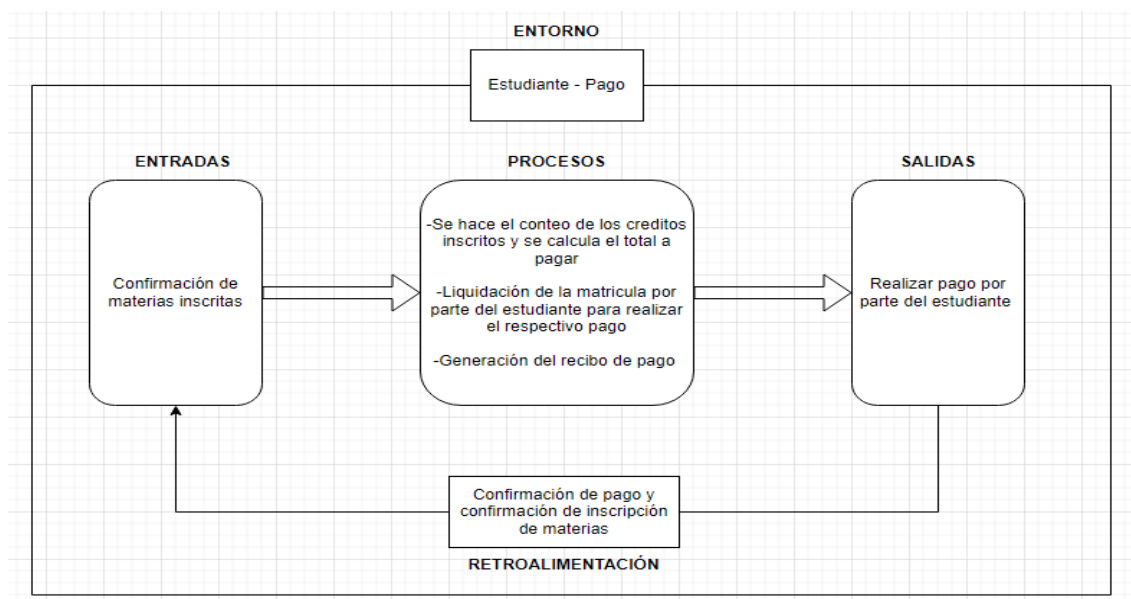 ENTORNO
Estudiante - Pago
ENTRADAS
PROCESOS
SALIDAS
Confirmación de
materias inscritas
-Se hace el conteo de los creditos
inscritos y se calcula el total a
pagar
-Liquidación de la matricula por
parte del estudiante para realizar
el respectivo pago
-Generación del recibo de pago
Realizar pago por
parte del estudiante
Confirmación de pago y
confirmación de inscripción
de materias
RETROALIMENTACIÓN